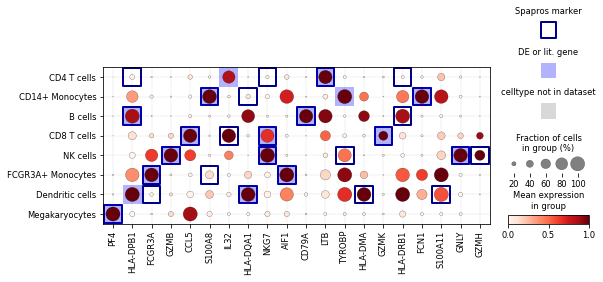 CD4 T cells
CD14+ Monocytes
B cells
CD8 T cells
NK cells
FCGR3A+ Monocytes
Dendritic cells
Megakaryocytes
PF4
HLA-DPB1
FCGR3A
GZMB
CCL5
S100A8
IL32
HLA-DQA1
NKG7
AIF1
CD79A
LTB
TYROBP
HLA-DMA
GZMK
HLA-DRB1
FCN1
S100A11
GNLY
GZMH
Spapros marker
DE or lit. gene
celltype not in dataset
Fraction of cells
in group (%)
20 40 60 80 100
Mean expression
in group
0.0 0.5 1.0